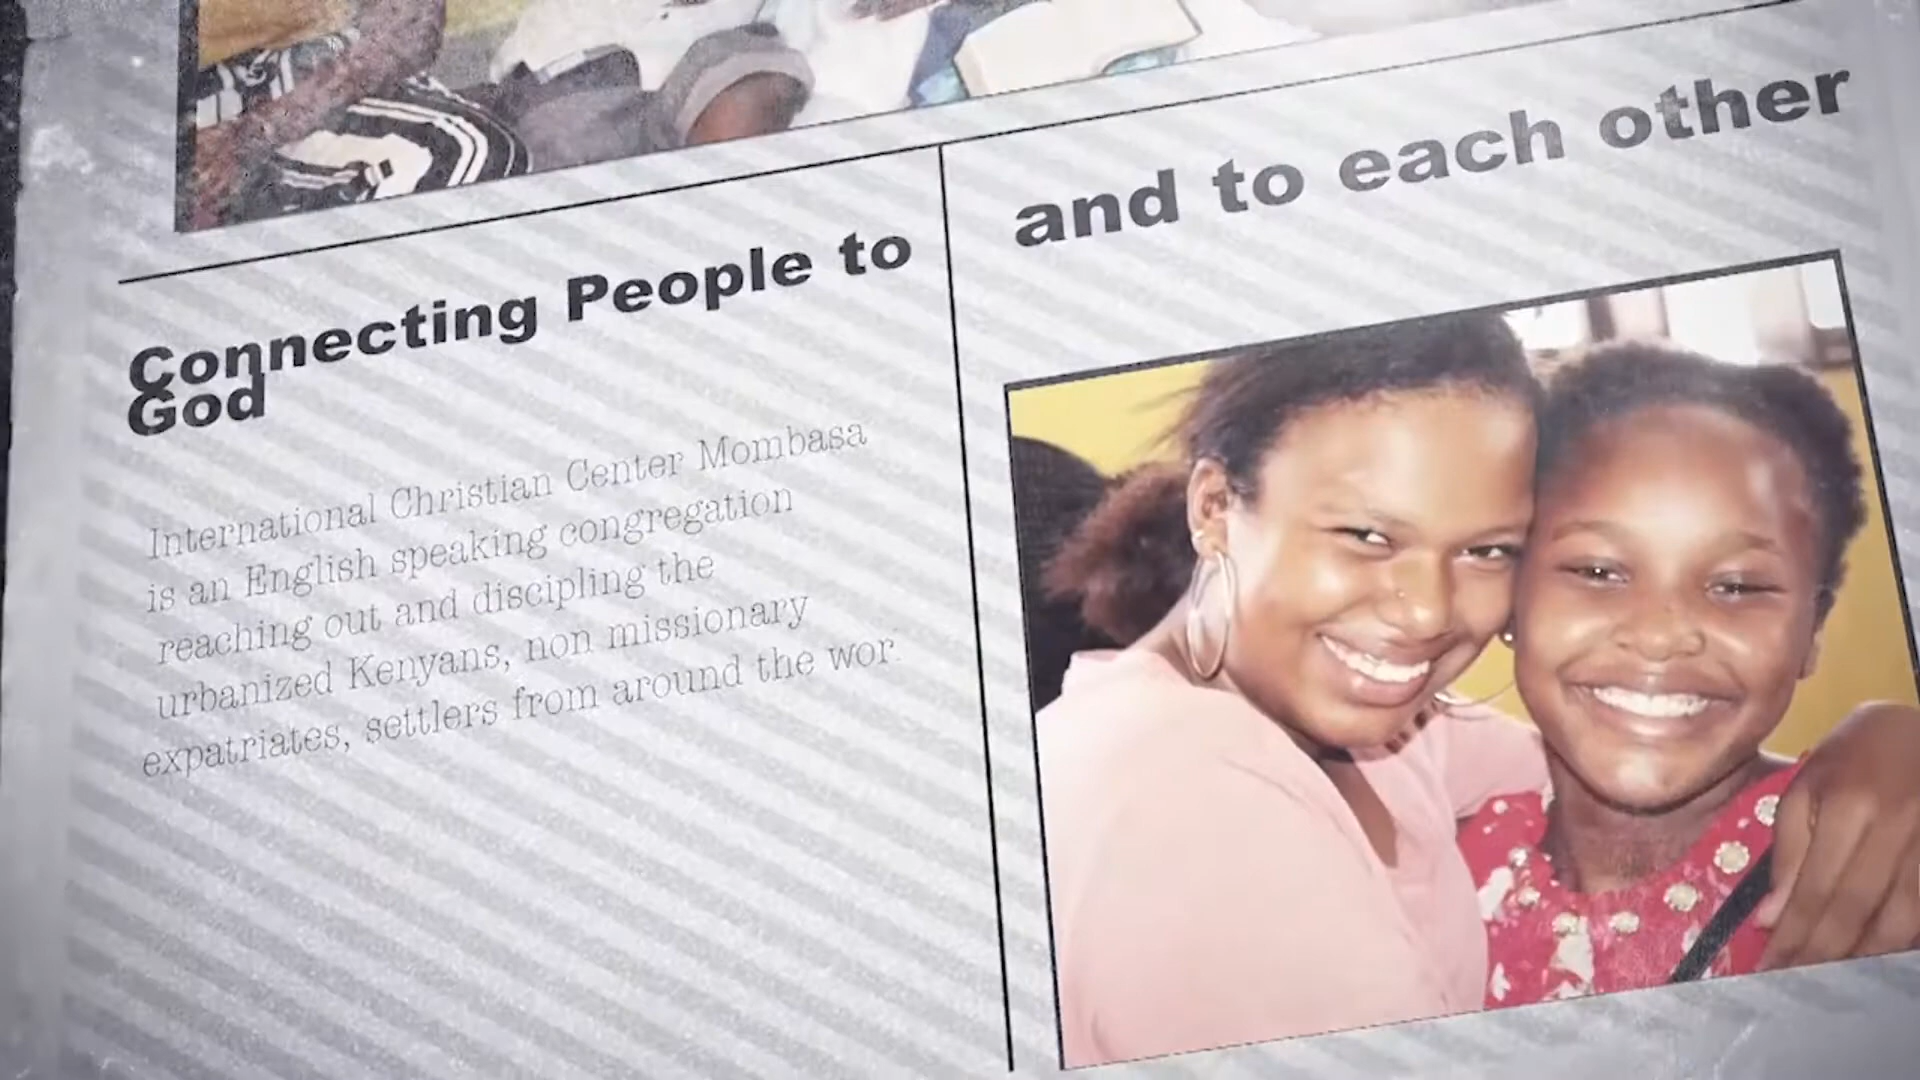 Connecting People to
God
International Christian Center Mombasa
is an English speaking congregation
reaching out and discipling the
urbanized Kenyans, non missionary
expatriates, settlers from around the wor
and to each other